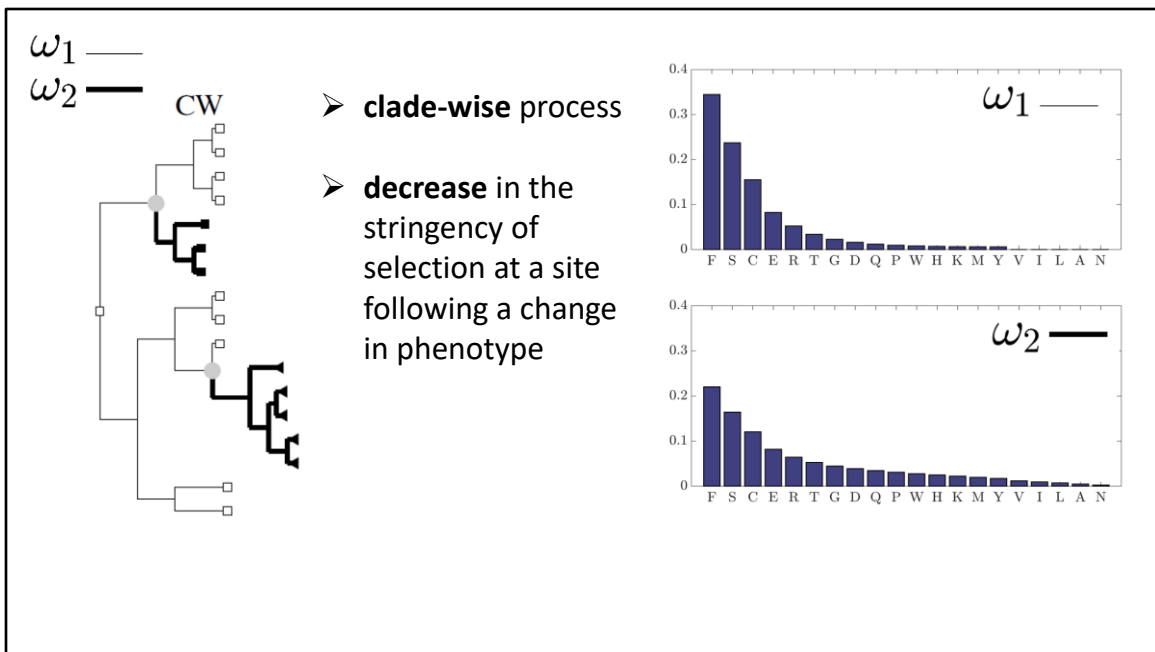 ω1
ω2
CW
➢ clade-wise process
➢ decrease in the
stringency of
selection at a site
following a change
in phenotype
0.4
0.3
0.2
0.1
0
ω1
F S C E R T G D Q P W H K M Y V I L A N
0.4
0.3
0.2
0.1
0
ω2
F S C E R T G D Q P W H K M Y V I L A N